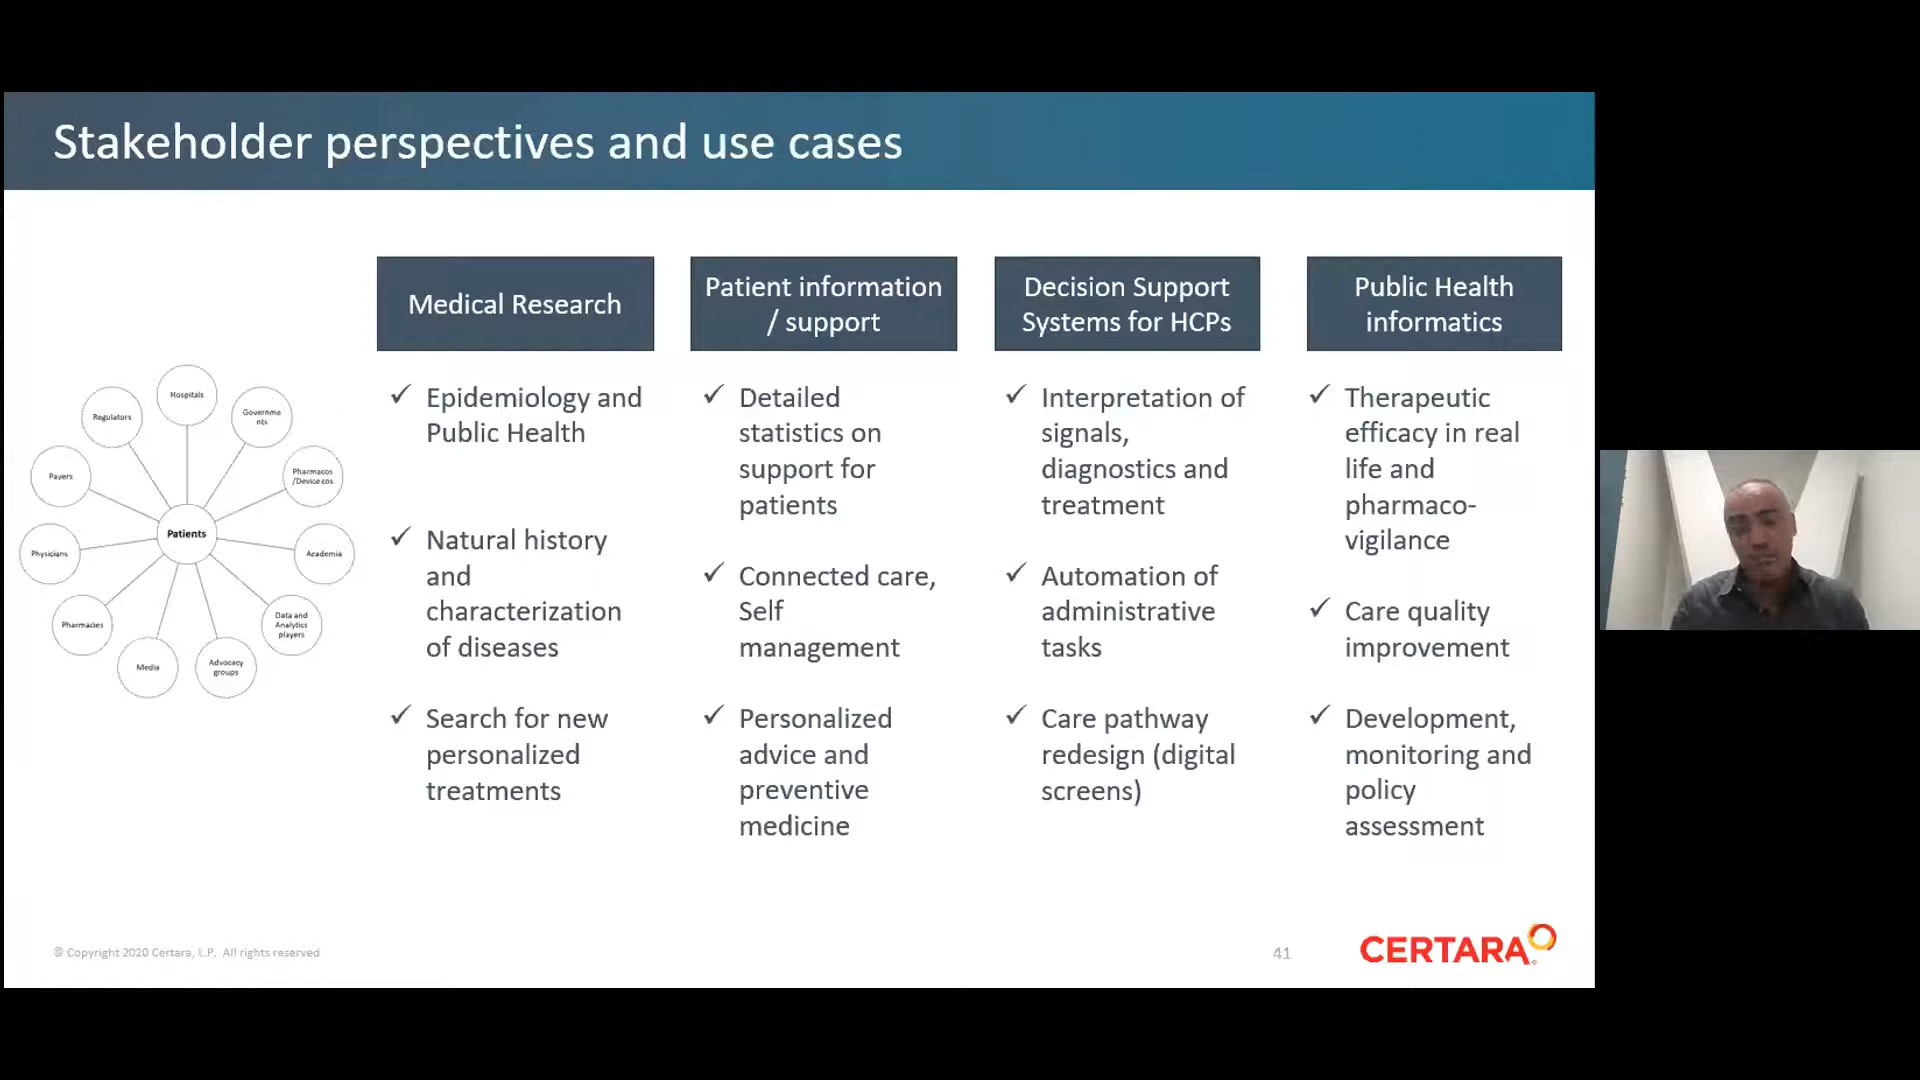 Stakeholder perspectives and use cases
Hospitals
Governme
nts
Pharmacos
/Device cos
Academia
Data and
Analytics
players
Advocacy
groups
Media
Pharmacies
Physicians
Payers
Regulators
Patients
Medical Research
Epidemiology and
Public Health
Natural history
and
characterization
of diseases
Search for new
personalized
treatments
Patient information
/ support
Detailed
statistics on
support for
patients
Connected care,
Self
management
Personalized
advice and
preventive
medicine
Decision Support
Systems for HCPs
Interpretation of
signals,
diagnostics and
treatment
Automation of
administrative
tasks
Care pathway
redesign (digital
screens)
Public Health
informatics
Therapeutic
efficacy in real
life and
pharmaco-
vigilance
Care quality
improvement
Development,
monitoring and
policy
assessment
© Copyright 2020 Certara, L.P. All rights reserved
41
CERTARA